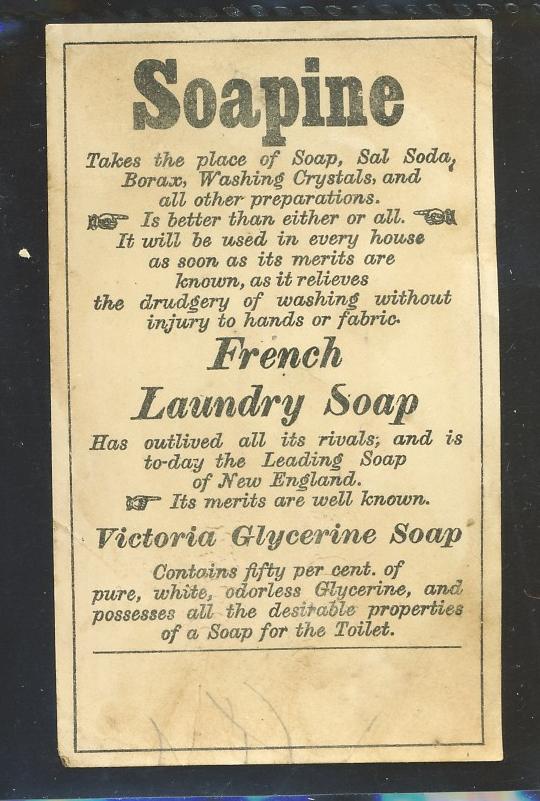 Soapine
Takes the place of Soap, Sal Soda,
Borax, Washing Crystals, and
all other preparations.
Is better than either or all.
It will be used in every house
as soon as its merits are
known, as it relieves
the drudgery of washing without
injury to hands or fabric.
French
Laundry Soap
Has outlived all its rivals; and is
to-day the Leading Soap
of New England.
Its merits are well known.
Victoria Glycerine Soap
Contains fifty per cent. of
pure, white, odorless Glycerine, and
possesses all the desirable properties
of a Soap for the Toilet.